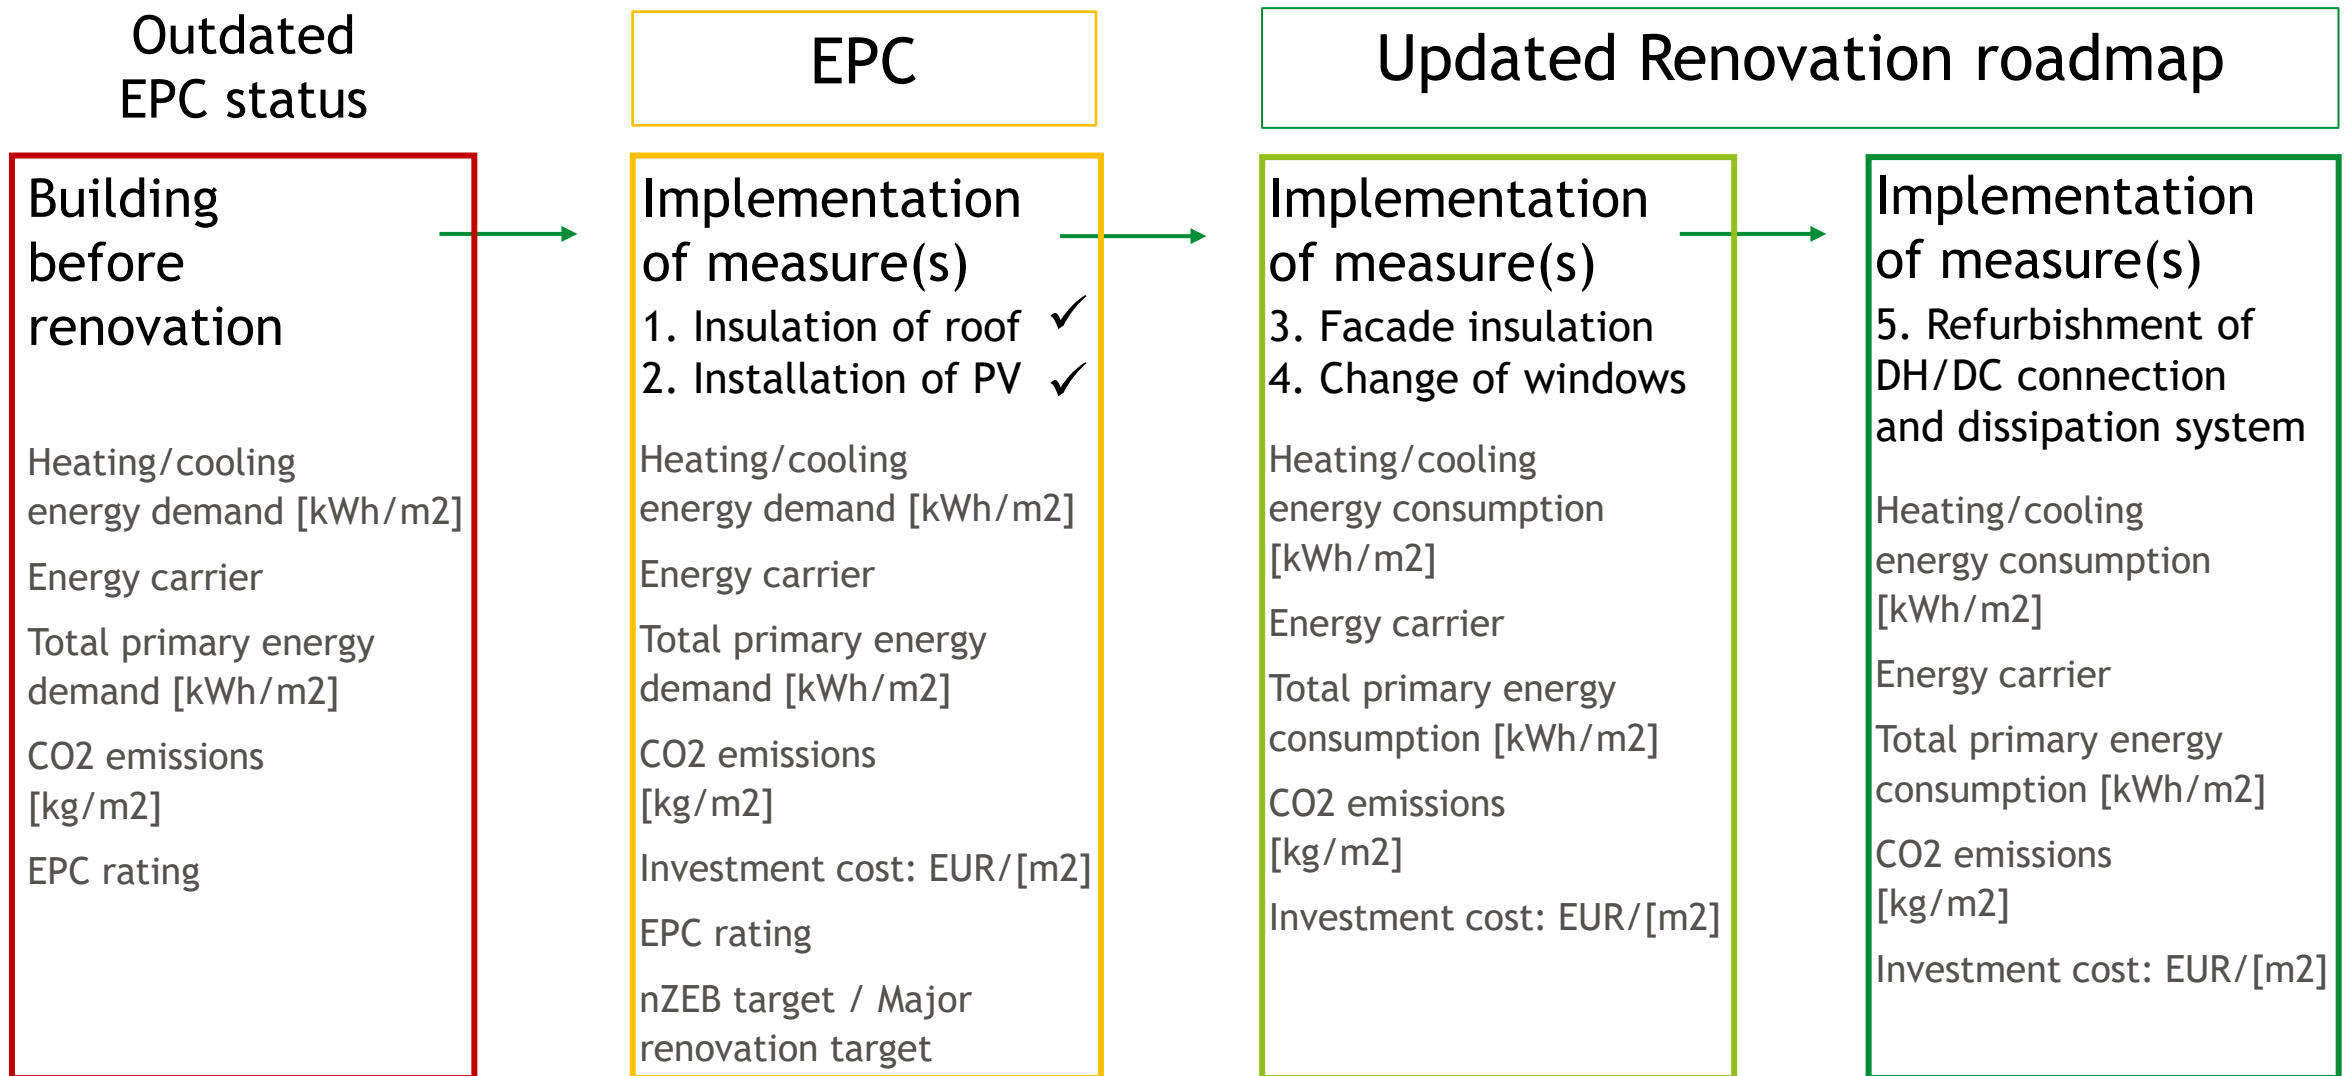 Outdated
EPC status
EPC
Updated Renovation roadmap
Building
before
renovation
Heating/cooling
energy demand [kWh/m2]
Energy carrier
Total primary energy
demand [kWh/m2]
CO2 emissions
[kg/m2]
EPC rating
Implementation
of measure(s)
1. Insulation of roof ✓
2. Installation of PV ✓
Heating/cooling
energy demand [kWh/m2]
Energy carrier
Total primary energy
demand [kWh/m2]
CO2 emissions
[kg/m2]
Investment cost: EUR/[m2]
EPC rating
nZEB target / Major
renovation target
Implementation
of measure(s)
3. Facade insulation
4. Change of windows
Heating/cooling
energy consumption
[kWh/m2]
Energy carrier
Total primary energy
consumption [kWh/m2]
CO2 emissions
[kg/m2]
Investment cost: EUR/[m2]
Implementation
of measure(s)
5. Refurbishment of
DH/DC connection
and dissipation system
Heating/cooling
energy consumption
[kWh/m2]
Energy carrier
Total primary energy
consumption [kWh/m2]
CO2 emissions
[kg/m2]
Investment cost: EUR/[m2]